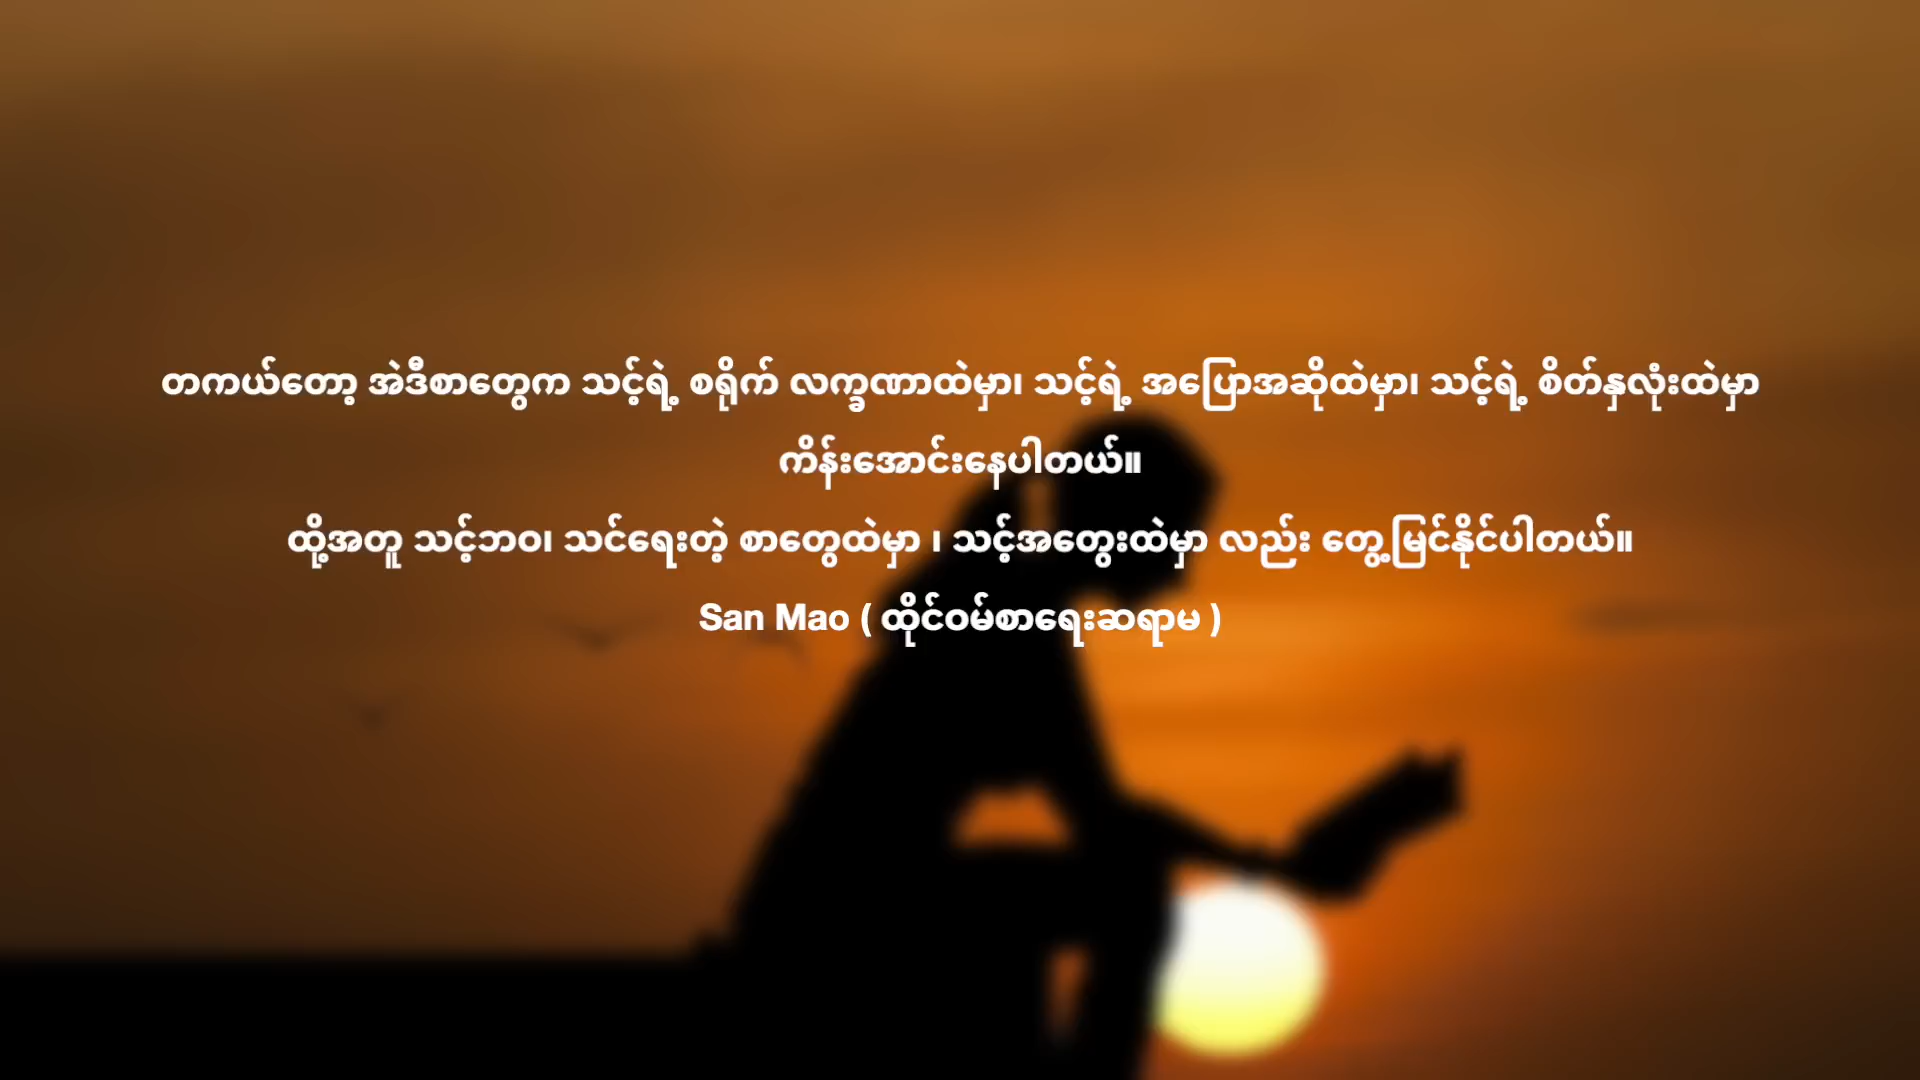 တကယ်တော့ အဲဒီစာတွေက သင့်ရဲ့ စရိုက် လက္ခဏာထဲမှာ၊ သင့်ရဲ့ အပြောအဆိုထဲမှာ၊ သင့်ရဲ့ စိတ်နှလုံးထဲမှာ
ကိန်းအောင်းနေပါတယ်။
ထို့အတူ သင့်ဘဝ၊ သင်ရေးတဲ့ စာတွေထဲမှာ ၊ သင့်အတွေးထဲမှာ လည်း တွေ့မြင်နိုင်ပါတယ်။
San Mao ( ထိုင်ဝမ်စာရေးဆရာမ )